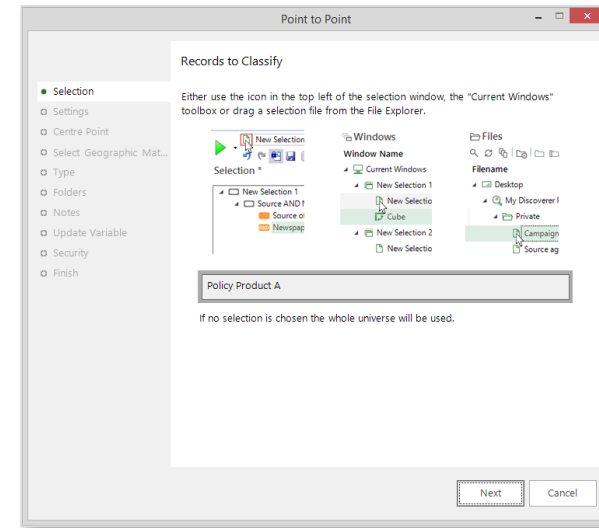 Point to Point
Records to Classify
Selection
Settings
Centre Point
Select Geographic Mat...
Type
Folders
Notes
Update Variable
Security
Finish
Either use the icon in the top left of the selection window, the "Current Windows"
toolbox or drag a selection file from the File Explorer.
New Selection
Selection *
New Selection 1
Source AND N
Source of
Newspap
Windows
Window Name
Current Windows
New Selection 1
New Selectio
Cube
New Selection 2
New Selectio
Files
Filename
Desktop
My Discoverer F
Private
Campaign
Source ag
Policy Product A
If no selection is chosen the whole universe will be used.
Next
Cancel